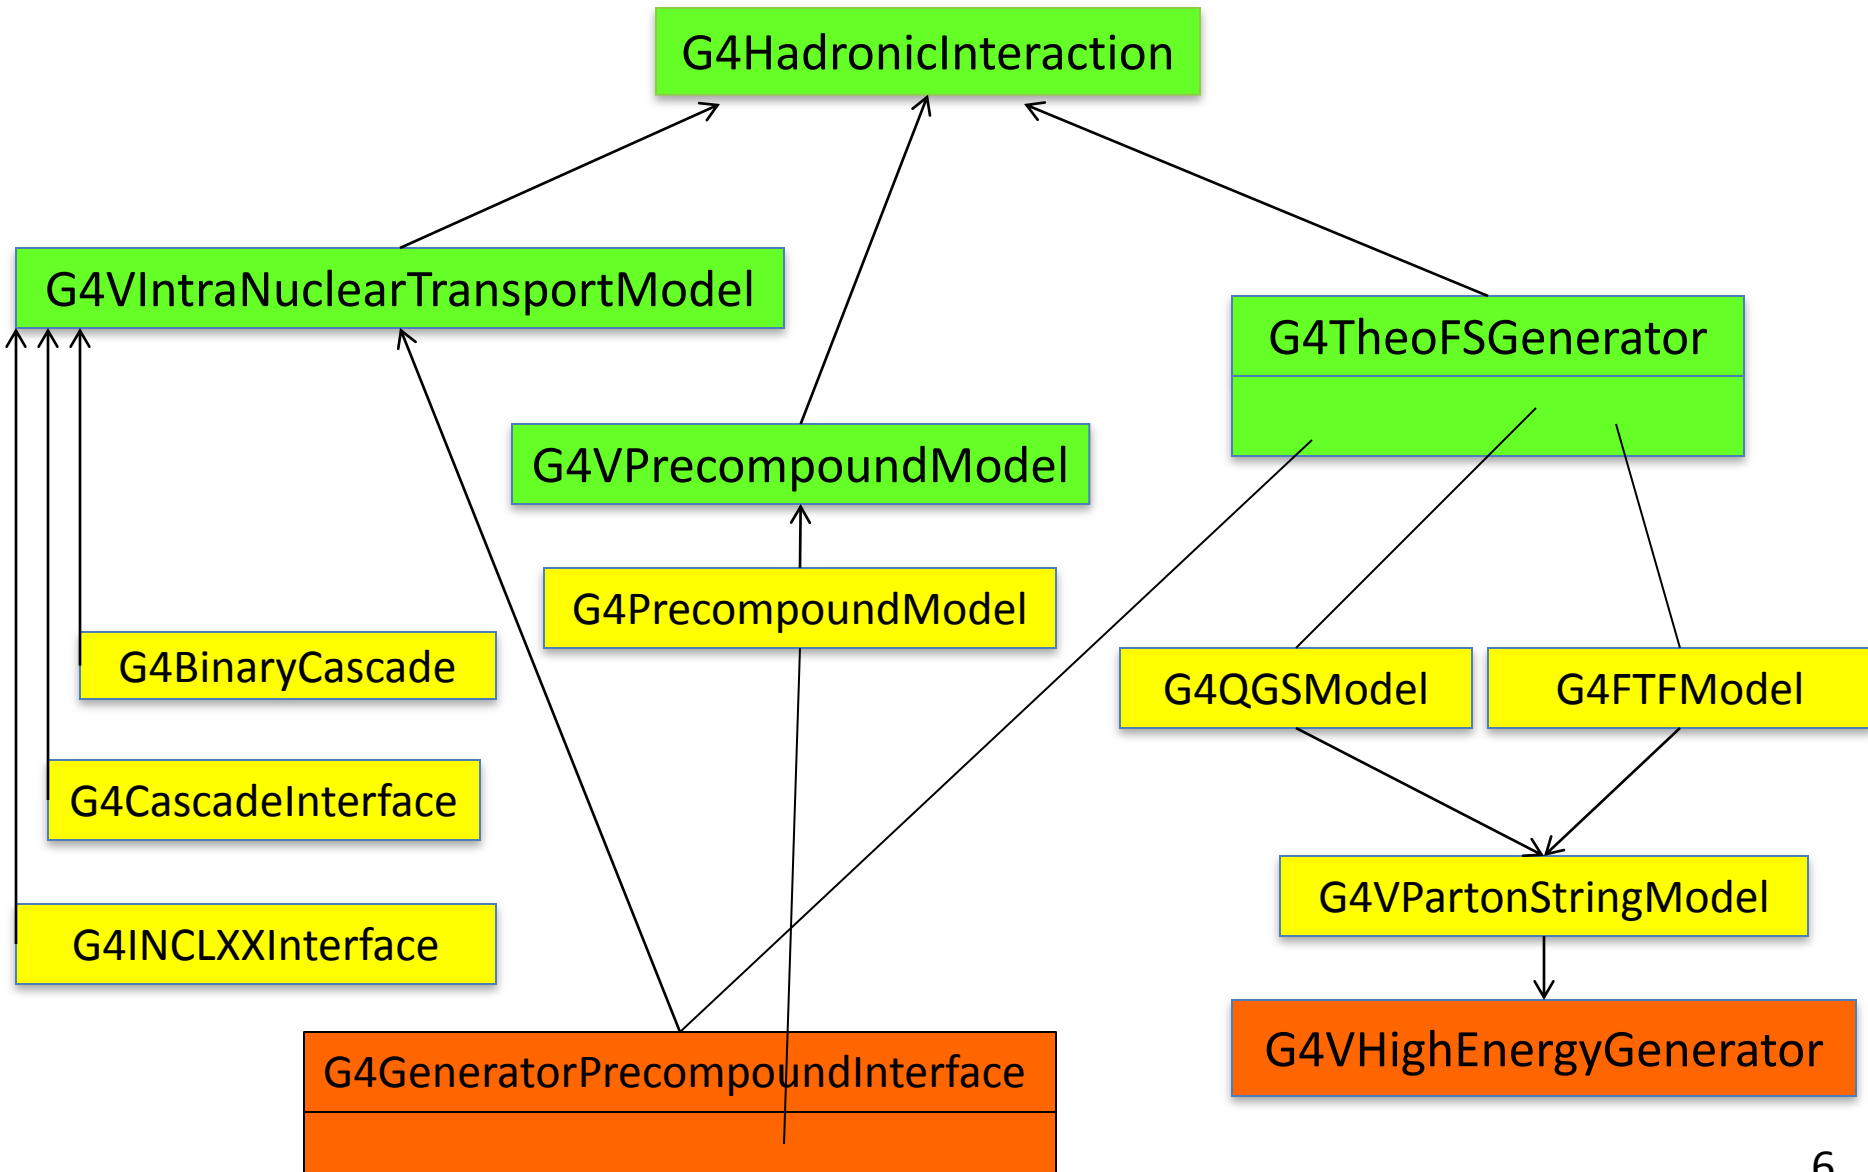 G4HadronicInteraction
G4VIntraNuclearTransportModel
G4TheoFSGenerator
G4VPrecompoundModel
G4PrecompoundModel
G4BinaryCascade
G4QGSModel
G4FTFModel
G4CascadeInterface
G4VPartonStringModel
G4INCLXXInterface
G4VHighEnergyGenerator
G4GeneratorPrecompoundInterface
6